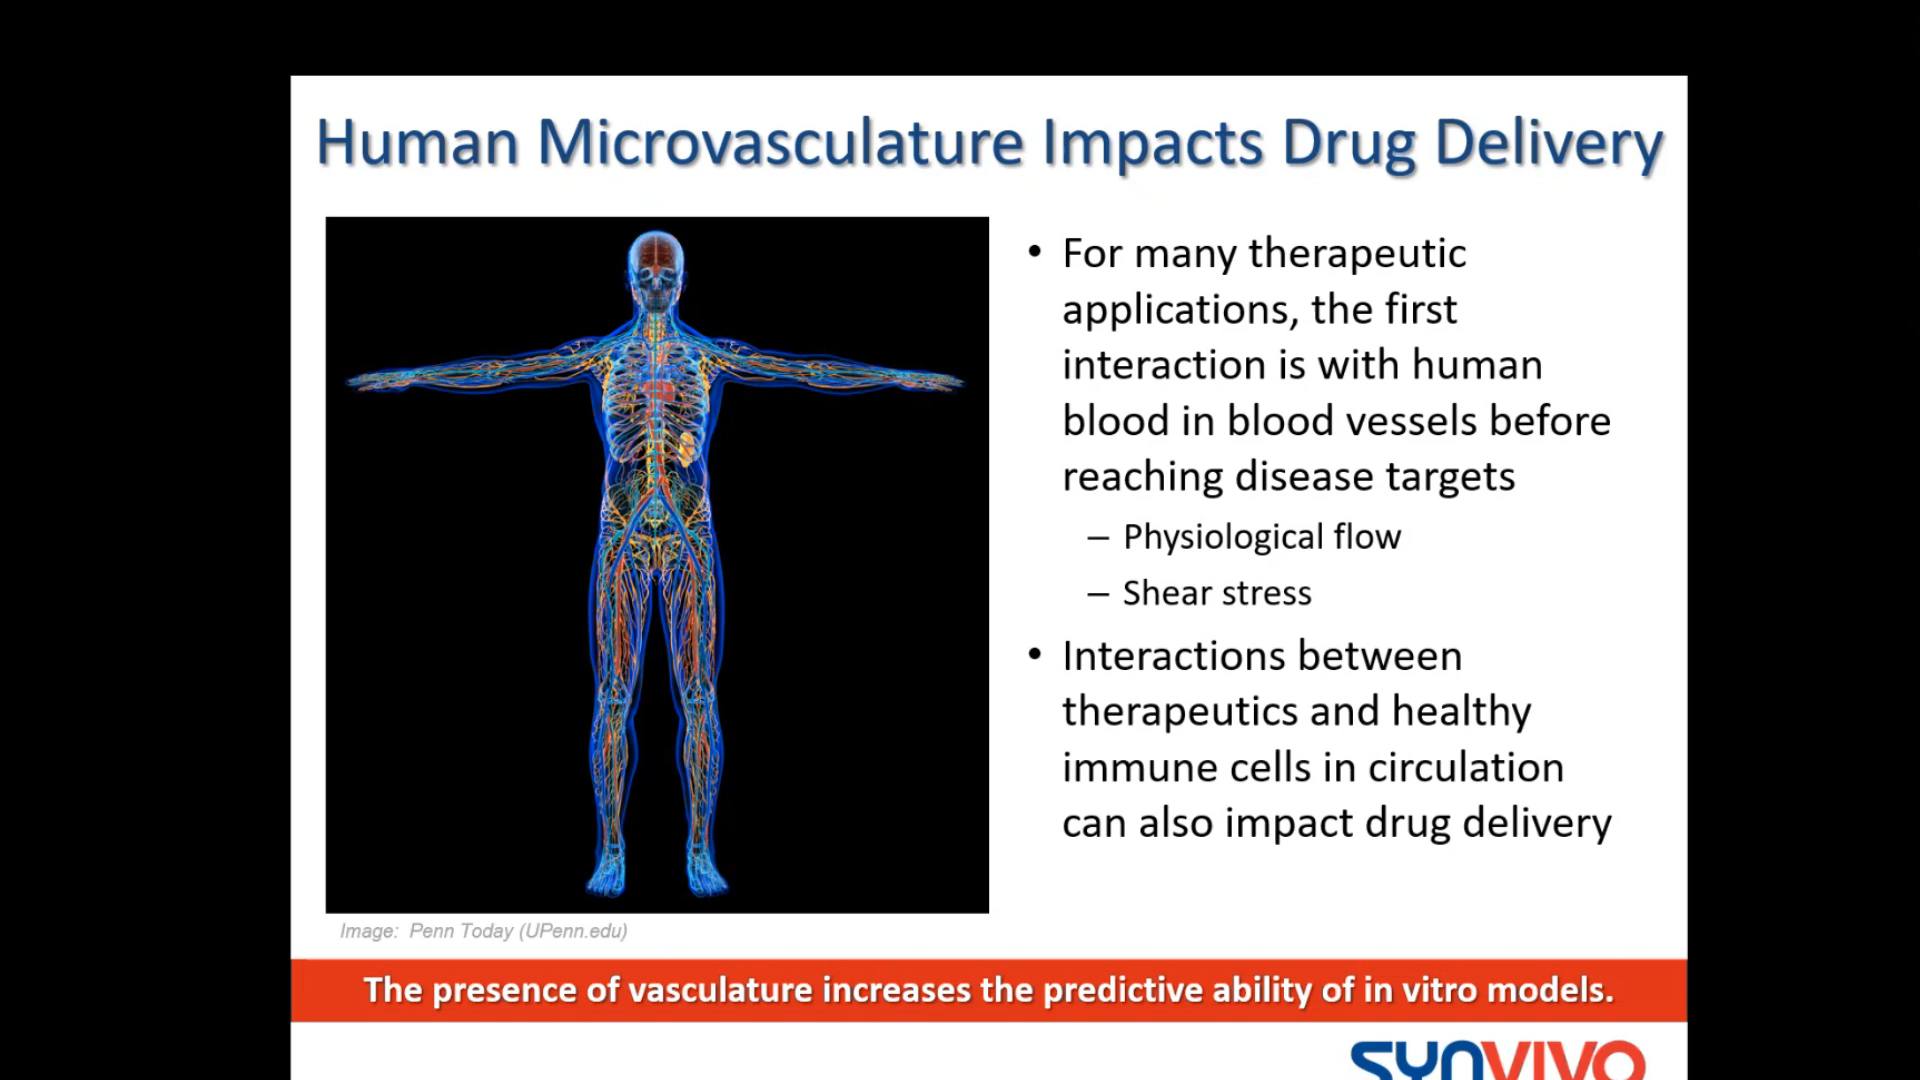 Human Microvasculature Impacts Drug Delivery
• For many therapeutic
applications, the first
interaction is with human
blood in blood vessels before
reaching disease targets
– Physiological flow
– Shear stress
• Interactions between
therapeutics and healthy
immune cells in circulation
can also impact drug delivery
Image: Penn Today (UPenn.edu)
The presence of vasculature increases the predictive ability of in vitro models.
SYNVIVO